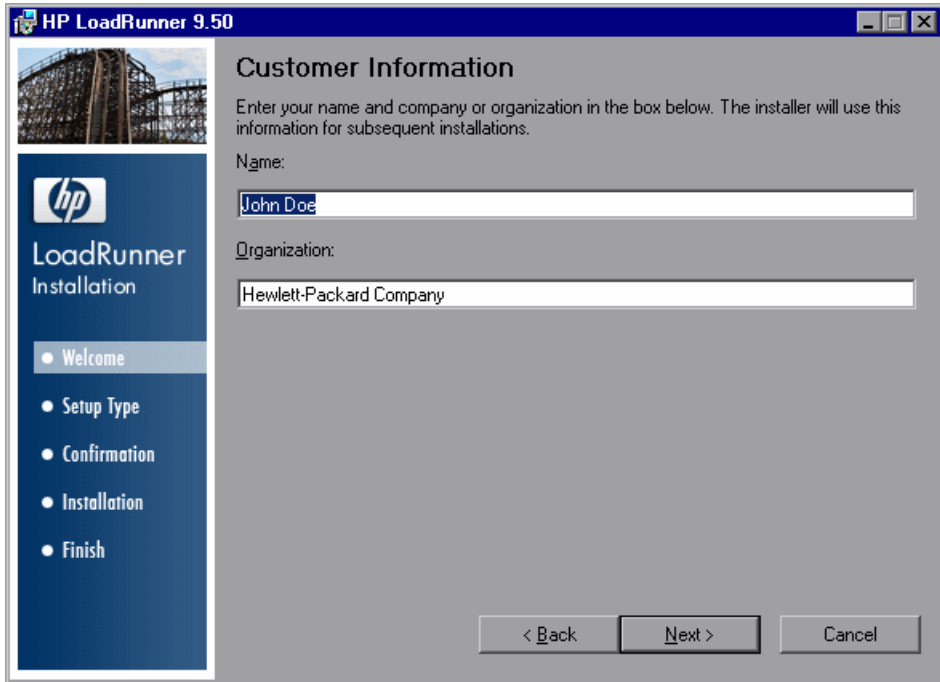 HP LoadRunner 9.50
Customer Information
Enter your name and company or organization in the box below. The installer will use this
information for subsequent installations.
Name:
John Doe
Organization:
Hewlett-Packard Company
hp
LoadRunner
Installation
Welcome
Setup Type
Confirmation
Installation
Finish
< Back
Next >
Cancel